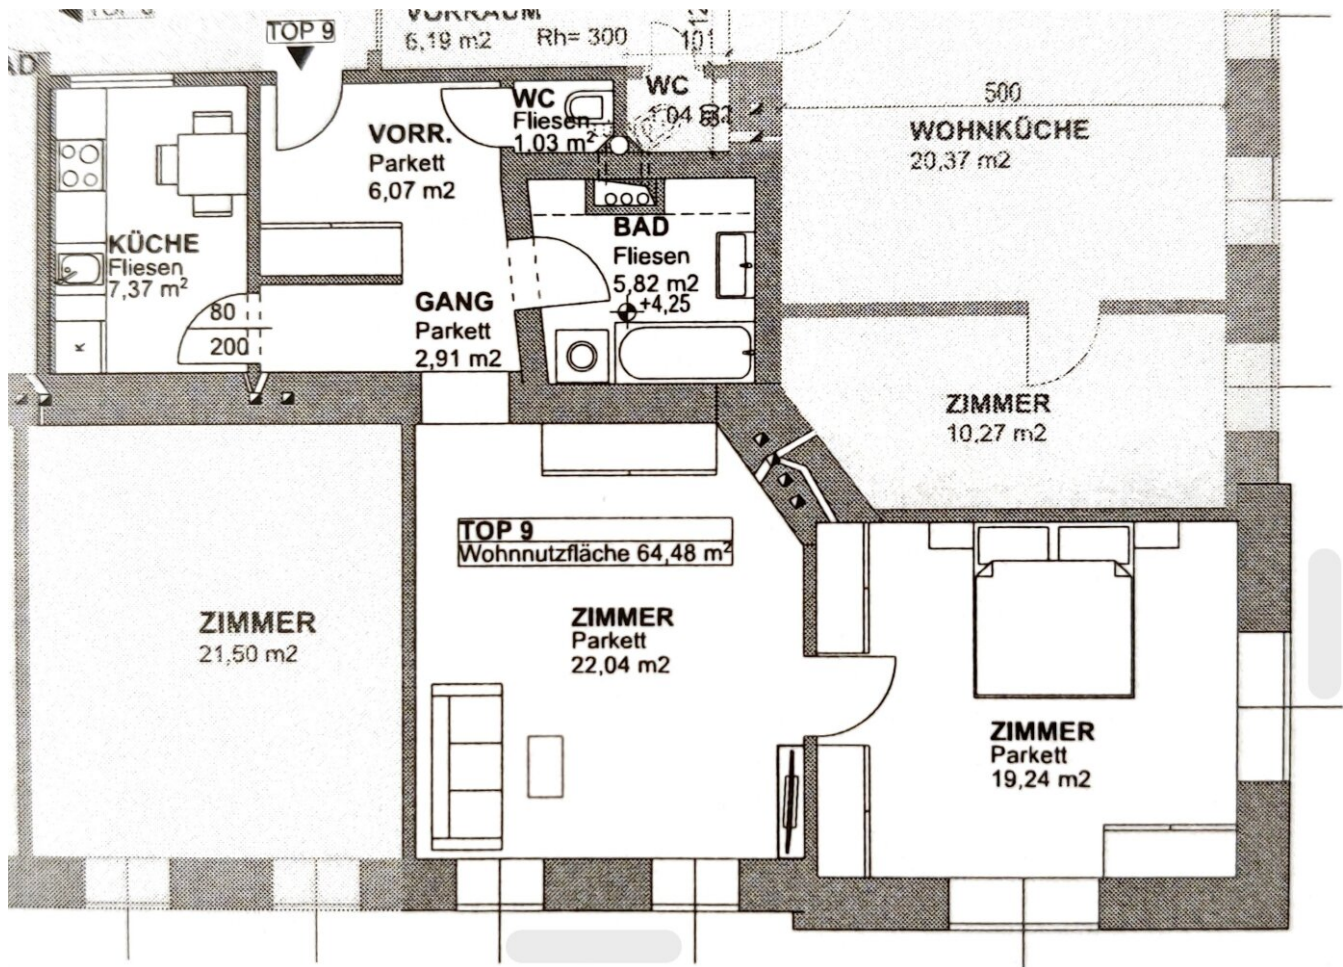 TOP 9
VORRAUM
6,19 m2
Rh= 300
101
WC
1,04
WC
Fliesen
1.03 m²
VORR.
Parkett
6,07 m2
500
WOHNKÜCHE
20,37 m2
KÜCHE
Fliesen
7,37 m²
BAD
Fliesen
5,82 m2
+4,25
GANG
Parkett
2,91 m2
80
200
K
ZIMMER
10,27 m2
TOP 9
Wohnnutzfläche 64,48 m²
ZIMMER
21,50 m2
ZIMMER
Parkett
22,04 m2
ZIMMER
Parkett
19,24 m2